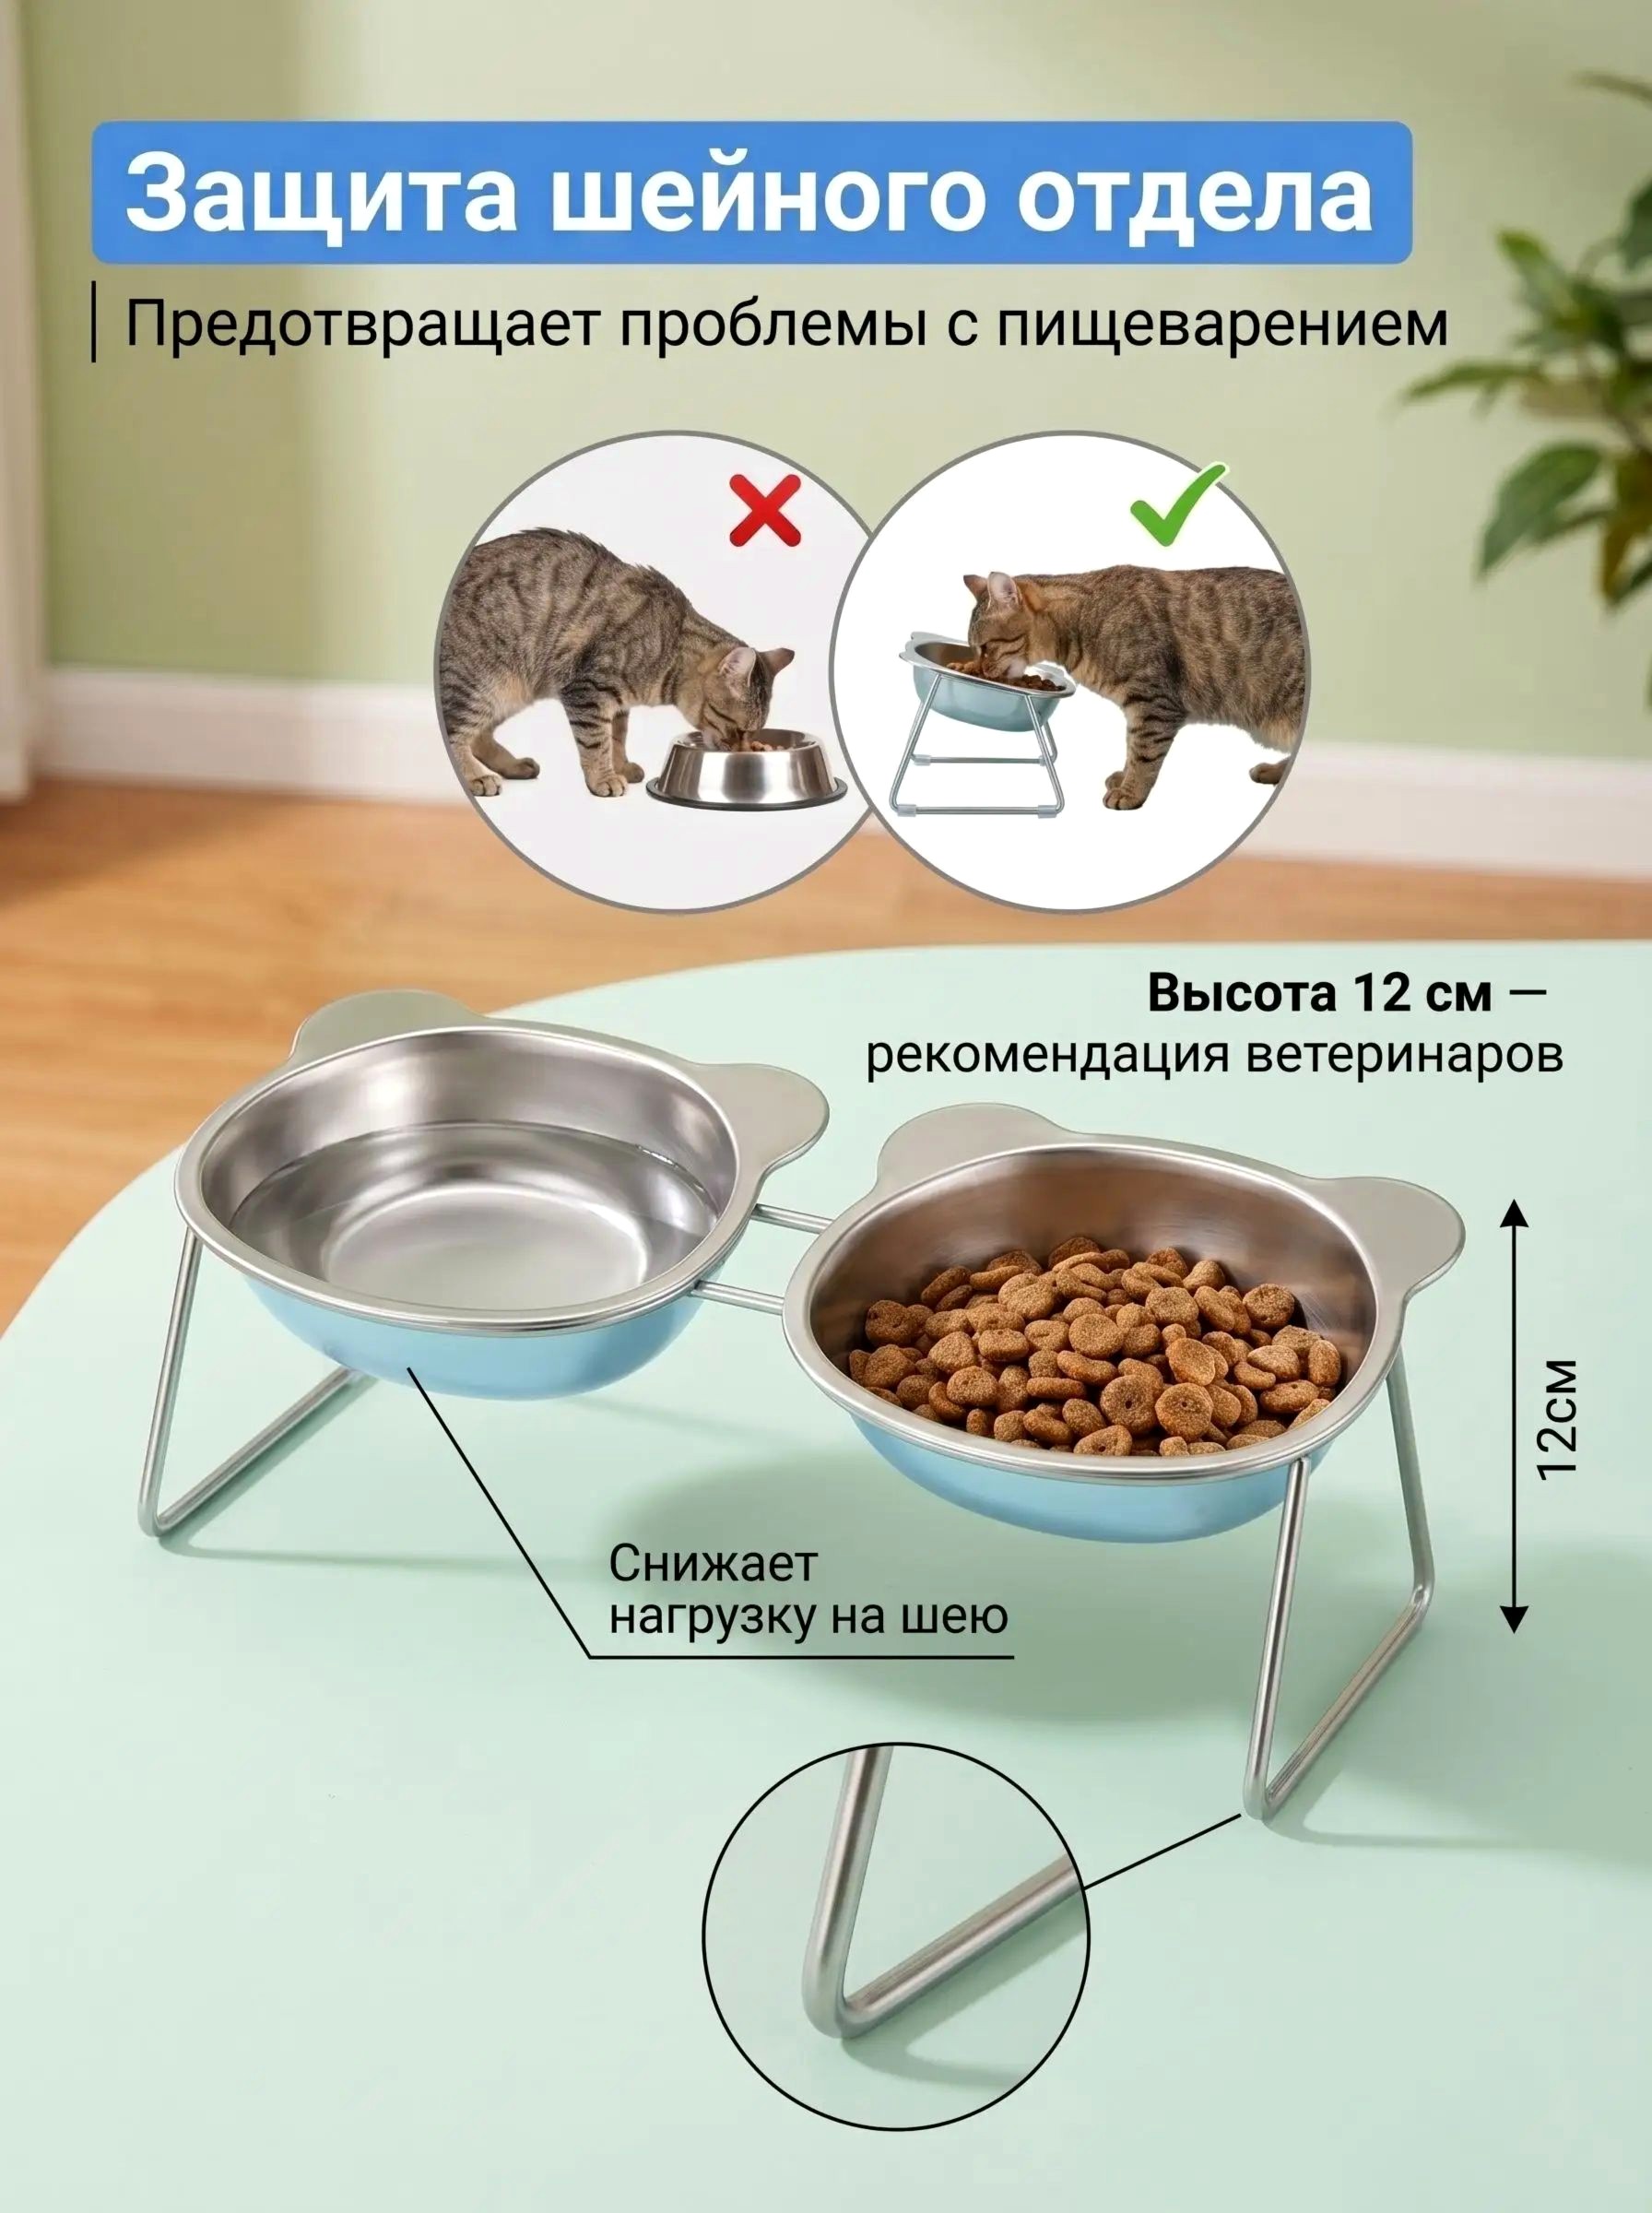 Защита шейного отдела
Предотвращает проблемы с пищеварением
Высота 12 см —
рекомендация ветеринаров
12см
Снижает
нагрузку на шею